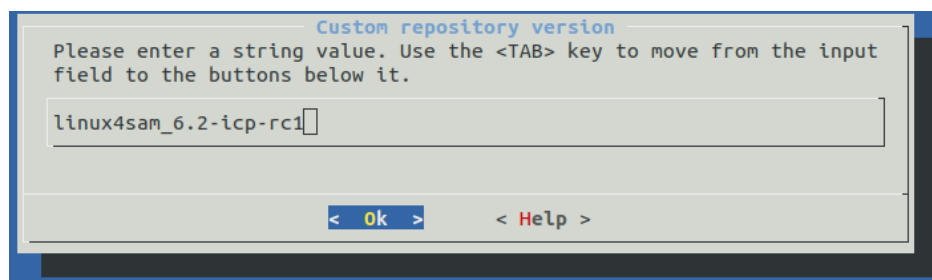 Custom repository version
Please enter a string value. Use the <TAB> key to move from the input
field to the buttons below it.
linux4sam_6.2-icp-rc1
< Ok > < Help >